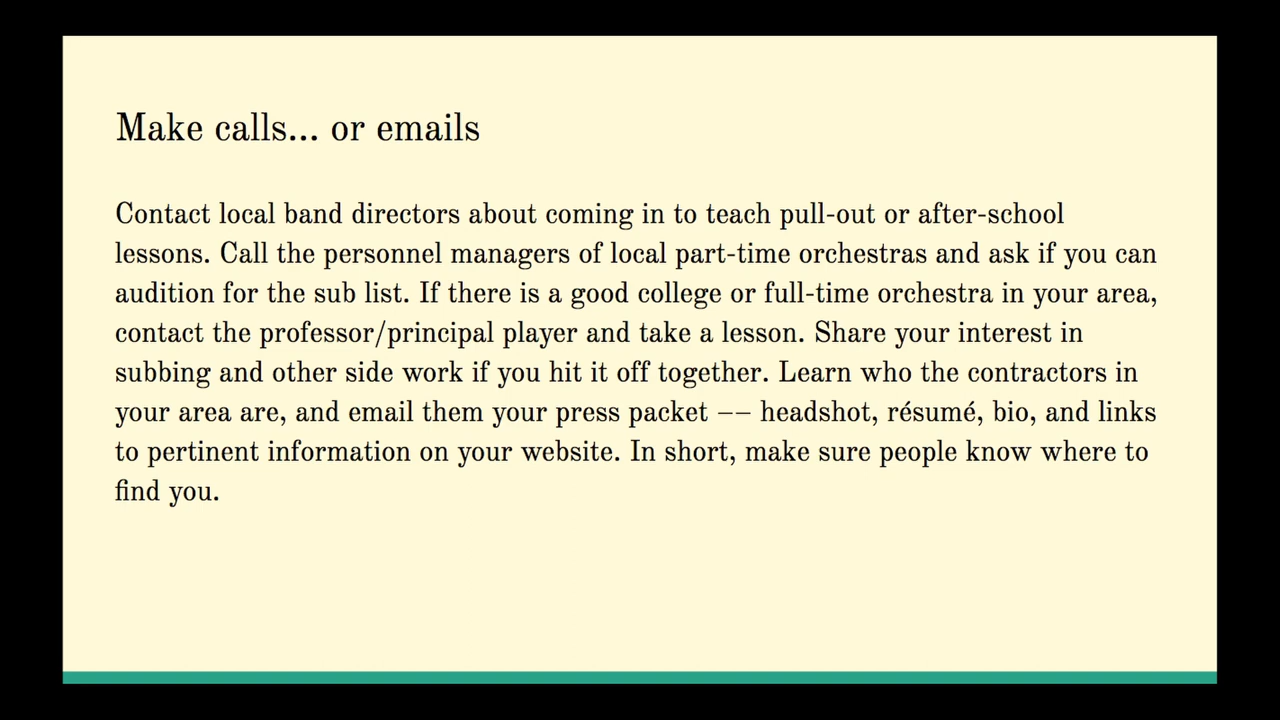 Make calls... or emails
Contact local band directors about coming in to teach pull-out or after-school
lessons. Call the personnel managers of local part-time orchestras and ask if you can
audition for the sub list. If there is a good college or full-time orchestra in your area,
contact the professor/principal player and take a lesson. Share your interest in
subbing and other side work if you hit it off together. Learn who the contractors in
your area are, and email them your press packet -- headshot, résumé, bio, and links
to pertinent information on your website. In short, make sure people know where to
find you.